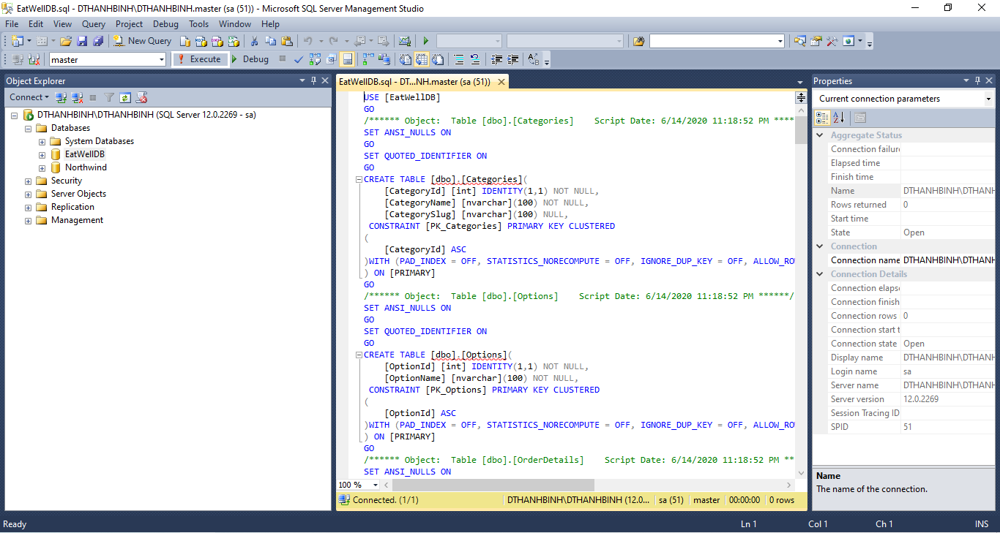 EatWellDB.sql - DTHANHBINH\DTHANHBINH.master (sa (51)) - Microsoft SQL Server Management Studio
File Edit View Query Project Debug Tools Window Help
New Query
master Execute Debug
Object Explorer
Connect
DTHANHBINH\DTHANHBINH (SQL Server 12.0.2269 - sa)
Databases
System Databases
EatWellDB
Northwind
Security
Server Objects
Replication
Management
EatWellDB.sql - DT...NH.master (sa (51))
USE [EatWellDB]
GO
/****** Object:  Table [dbo].[Categories]    Script Date: 6/14/2020 11:18:52 PM ****
SET ANSI_NULLS ON
GO
SET QUOTED_IDENTIFIER ON
GO
CREATE TABLE [dbo].[Categories](
[CategoryId] [int] IDENTITY(1,1) NOT NULL,
[CategoryName] [nvarchar](100) NOT NULL,
[CategorySlug] [nvarchar](100) NULL,
CONSTRAINT [PK_Categories] PRIMARY KEY CLUSTERED
(
[CategoryId] ASC
)WITH (PAD_INDEX = OFF, STATISTICS_NORECOMPUTE = OFF, IGNORE_DUP_KEY = OFF, ALLOW_RO
) ON [PRIMARY]
GO
/****** Object:  Table [dbo].[Options]    Script Date: 6/14/2020 11:18:52 PM ******/
SET ANSI_NULLS ON
GO
SET QUOTED_IDENTIFIER ON
GO
CREATE TABLE [dbo].[Options](
[OptionId] [int] IDENTITY(1,1) NOT NULL,
[OptionName] [nvarchar](100) NOT NULL,
CONSTRAINT [PK_Options] PRIMARY KEY CLUSTERED
(
[OptionId] ASC
)WITH (PAD_INDEX = OFF, STATISTICS_NORECOMPUTE = OFF, IGNORE_DUP_KEY = OFF, ALLOW_RO
) ON [PRIMARY]
GO
/****** Object:  Table [dbo].[OrderDetails]    Script Date: 6/14/2020 11:18:52 PM **
SET ANSI_NULLS ON
100 %
Connected. (1/1) DTHANHBINH\DTHANHBINH (12.0... sa (51) master 00:00:00 0 rows
Properties
Current connection parameters
Aggregate Status
Connection failure
Elapsed time
Finish time
Name DTHANHBINH\DTHANH
Rows returned 0
Start time
State Open
Connection
Connection name DTHANHBINH\DTHANH
Connection Details
Connection elaps
Connection finish
Connection rows 0
Connection start t
Connection state Open
Display name DTHANHBINH\DTHANH
Login name sa
Server name DTHANHBINH\DTHANH
Server version 12.0.2269
Session Tracing ID
SPID 51
Name
The name of the connection.
Ready Ln 1 Col 1 Ch 1 INS